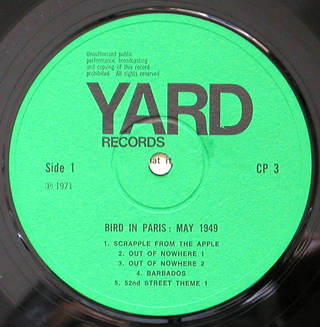 Unauthorised public
performance, broadcasting
and copying of this record
prohibited. All rights reserved
YARD
RECORDS
at it
Side 1
CP 3
℗ 1971
BIRD IN PARIS: MAY 1949
1. SCRAPPLE FROM THE APPLE
2. OUT OF NOWHERE 1
3. OUT OF NOWHERE 2
4. BARBADOS
5. 52nd STREET THEME 1